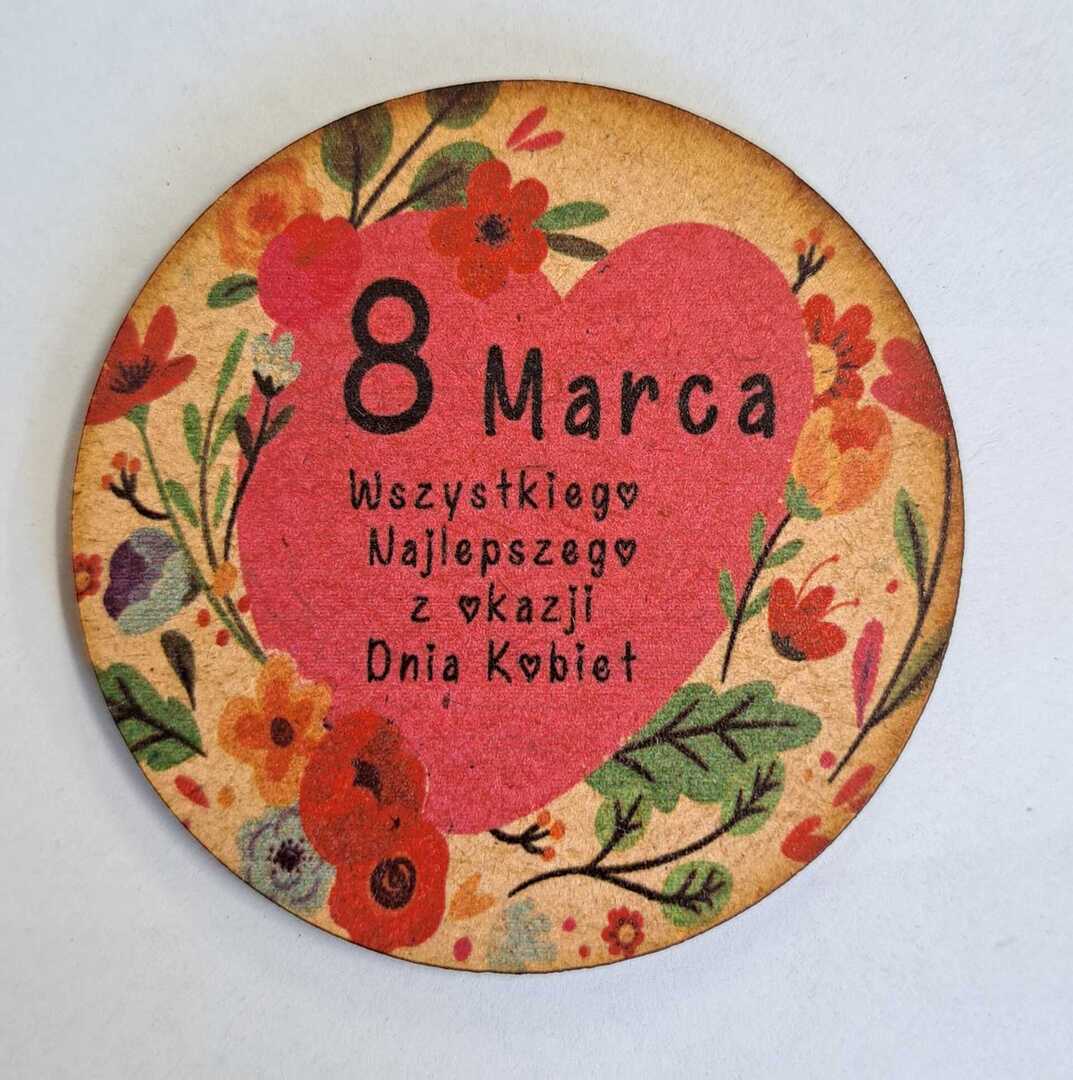 8 Marca
Wszystkiego
Najlepszego
z okazji
Dnia Kobiet